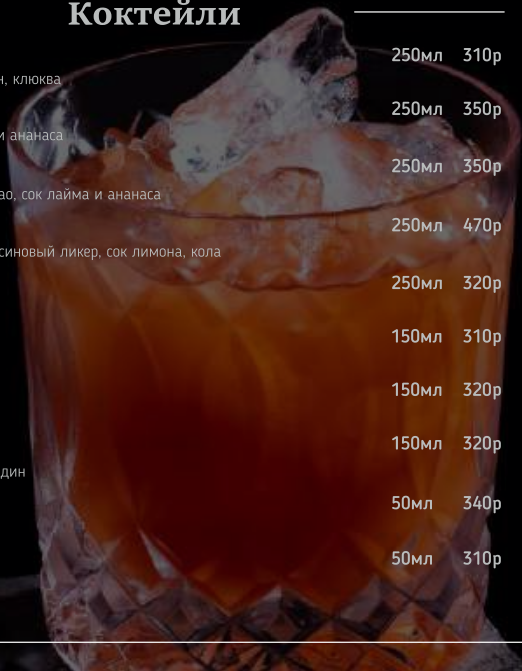 Коктейли
250мл 310р
н, клюква
250мл 350р
и ананаса
250мл 350р
ао, сок лайма и ананаса
250мл 470р
синовый ликер, сок лимона, кола
250мл 320р
150мл 310р
150мл 320р
150мл 320р
дин
50мл 340р
50мл 310р